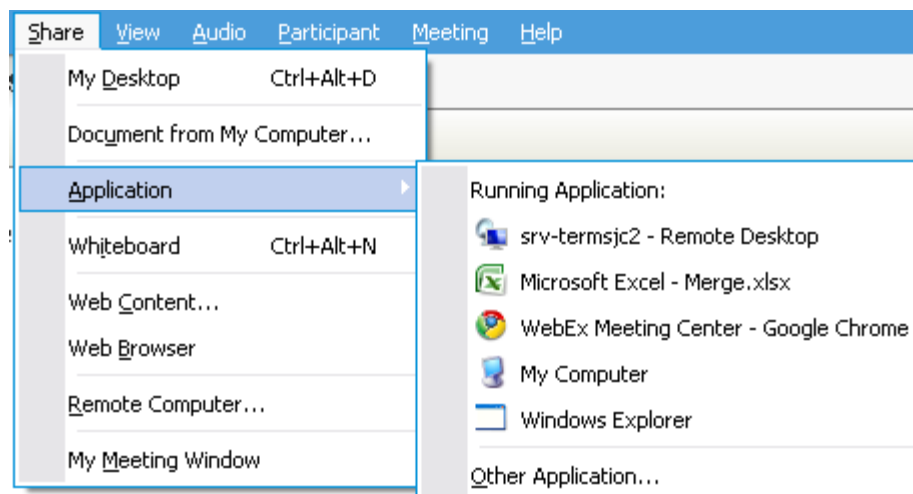 Share View Audio Participant Meeting Help
My Desktop Ctrl+Alt+D
Document from My Computer...
Application
Whiteboard Ctrl+Alt+N
Web Content...
Web Browser
Remote Computer...
My Meeting Window
Running Application:
srv-termsjc2 - Remote Desktop
Microsoft Excel - Merge.xlsx
WebEx Meeting Center - Google Chrome
My Computer
Windows Explorer
Other Application...